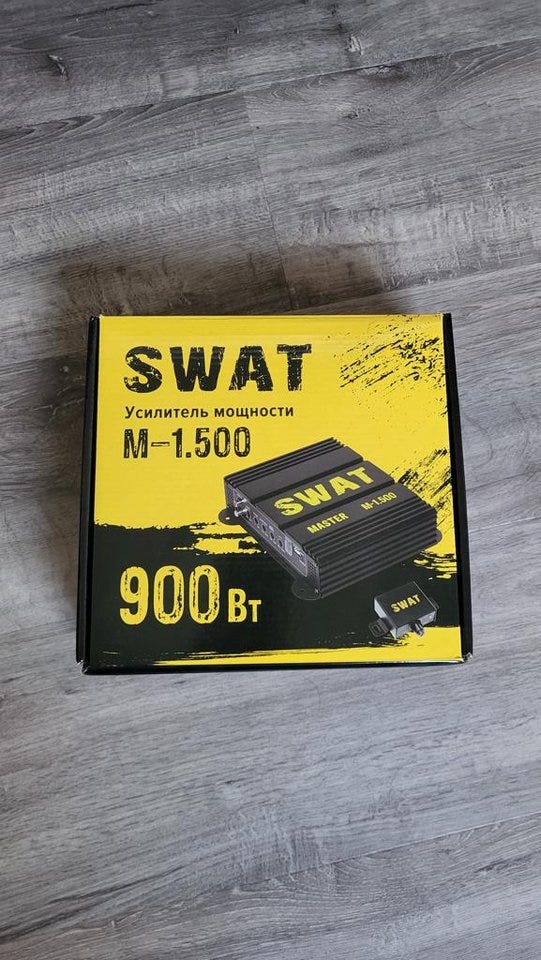 SWAT
Усилитель мощности
M-1.500
SWAT
MASTER M-1.500
SWAT
900 Вт